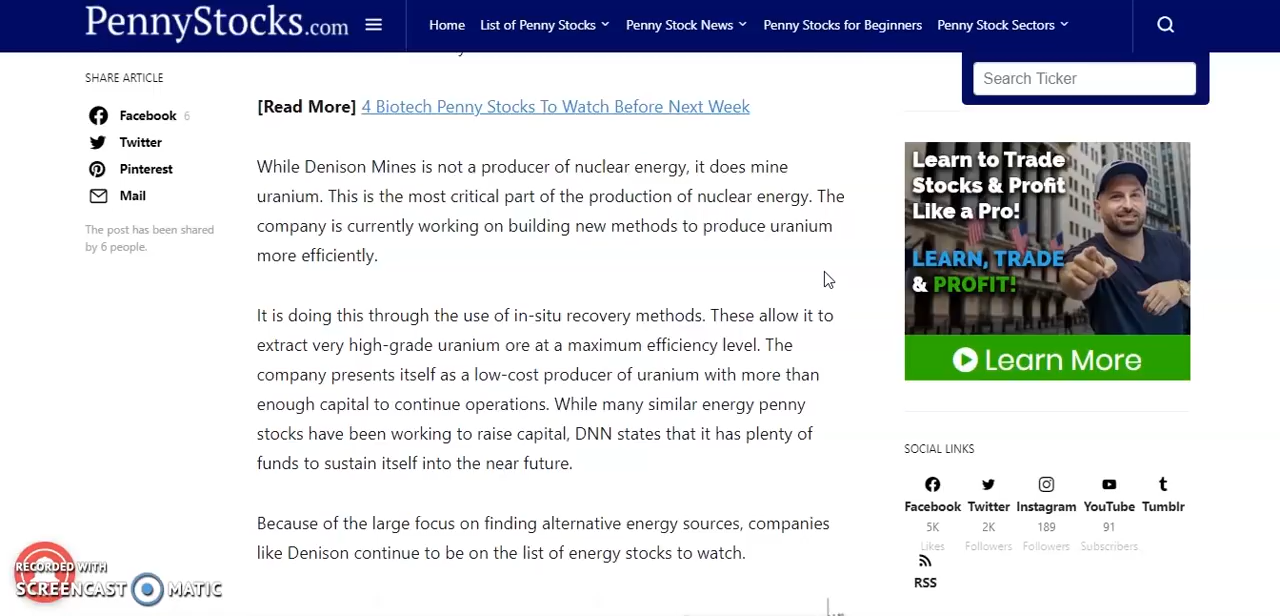 PennyStocks.com
Home
List of Penny Stocks
Penny Stock News
Penny Stocks for Beginners
Penny Stock Sectors
Search Ticker
SHARE ARTICLE
Facebook 6
Twitter
Pinterest
Mail
The post has been shared
by 6 people.
[Read More] 4 Biotech Penny Stocks To Watch Before Next Week
While Denison Mines is not a producer of nuclear energy, it does mine
uranium. This is the most critical part of the production of nuclear energy. The
company is currently working on building new methods to produce uranium
more efficiently.
It is doing this through the use of in-situ recovery methods. These allow it to
extract very high-grade uranium ore at a maximum efficiency level. The
company presents itself as a low-cost producer of uranium with more than
enough capital to continue operations. While many similar energy penny
stocks have been working to raise capital, DNN states that it has plenty of
funds to sustain itself into the near future.
Because of the large focus on finding alternative energy sources, companies
like Denison continue to be on the list of energy stocks to watch.
Learn to Trade
Stocks & Profit
Like a Pro!
LEARN, TRADE
& PROFIT!
Learn More
SOCIAL LINKS
Facebook
5K
Likes
Twitter
2K
Followers
Instagram
189
Followers
YouTube
91
Subscribers
Tumblr
RSS
RECORDED WITH
SCREENCAST MATIC